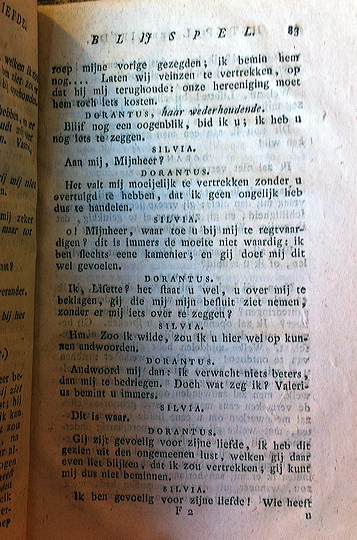 BLIJSPEL. 83
roep mijne vorige gezegden; ik bemin hem
nog.... Laten wij veinzen te vertrekken, op
dat hij mij terughoude: onze hereeniging moet
hem toch iets kosten.
DORANTUS, haar wederhoudende.
Blijf nog een oogenblik, bid ik u; ik heb u
nog iets te zeggen.
SILVIA.
Aan mij, Mijnheer?
DORANTUS.
Het valt mij moeijelijk te vertrekken zonder u
overtuigd te hebben, dat ik geen ongelijk heb
dus te handelen.
SILVIA.
o! Mijnheer, waar toe u bij mij te regtvaar-
digen? dit is immers de moeite niet waardig: ik
ben slechts eene kamenier; en gij doet mij dit
wel gevoelen.
DORANTUS.
Ik, Lisette? het staat u wel, u over mij te
beklagen, gij die mij mijn besluit ziet nemen,
zonder er mij iets over te zeggen?
SILVIA.
Hm! Zoo ik wilde, zou ik u hier wel op kun-
nen andwoorden.
DORANTUS.
Andwoord mij dan: ik verwacht niets beters,
dan mij te bedriegen. Doch wat zeg ik? Valeri-
us bemint u immers.
SILVIA.
Dit is waar.
DORANTUS.
Gij zijt gevoelig voor zijne liefde, ik heb dit
gezien uit den ongemeenen lust, welken gij daar
even liet blijken, dat ik zou vertrekken; gij kunt
mij dus niet beminnen.
SILVIA.
Ik ben gevoelig voor zijne liefde! Wie heeft
F 2 u